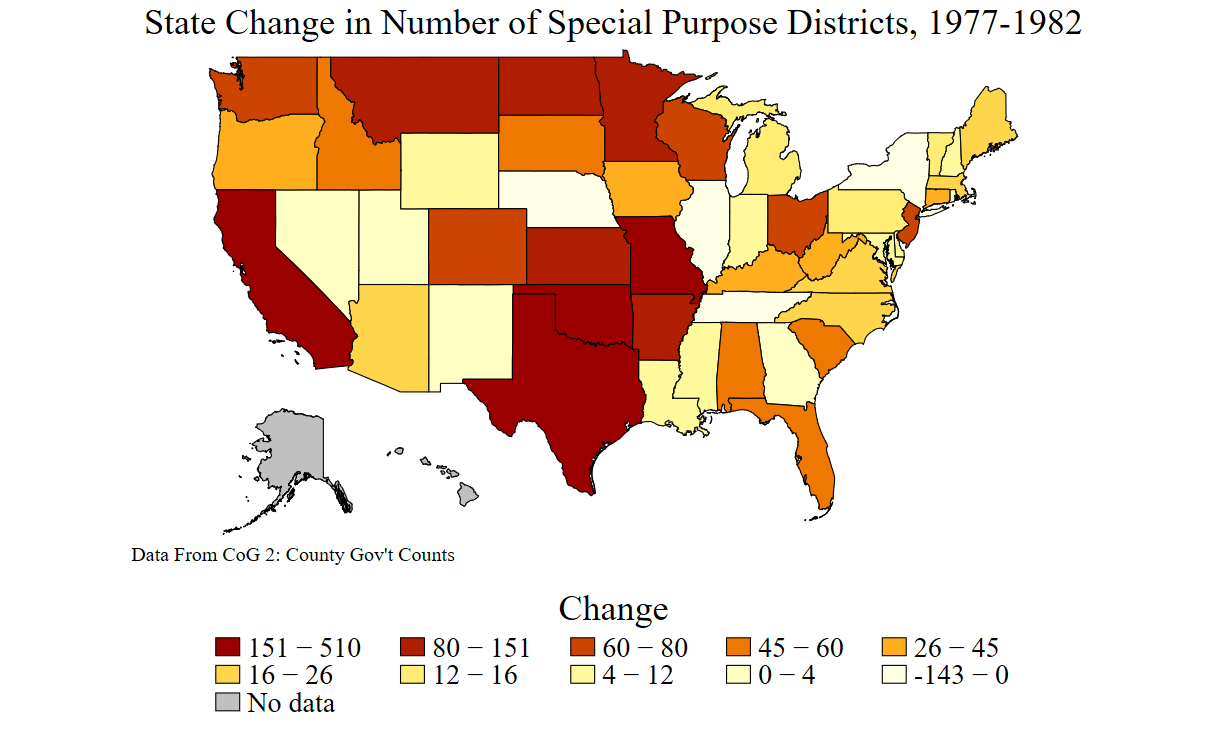 State Change in Number of Special Purpose Districts, 1977-1982
Data From CoG 2: County Gov't Counts
Change
151 − 510 80 − 151 60 − 80 45 − 60 26 − 45
16 − 26 12 − 16 4 − 12 0 − 4 -143 − 0
No data